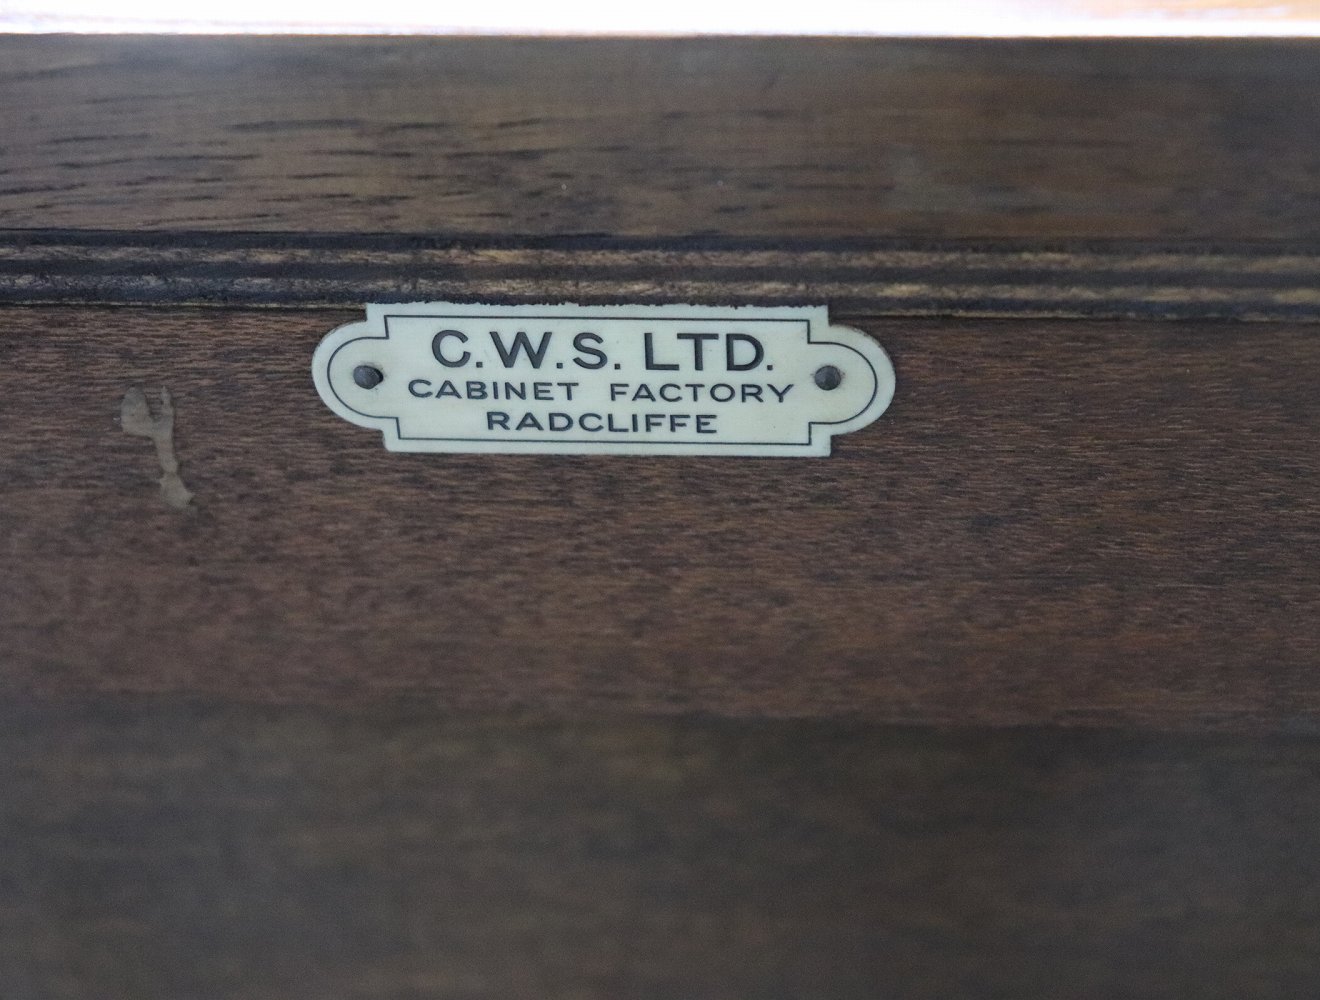 C.W.S. LTD.
CABINET FACTORY
RADCLIFFE